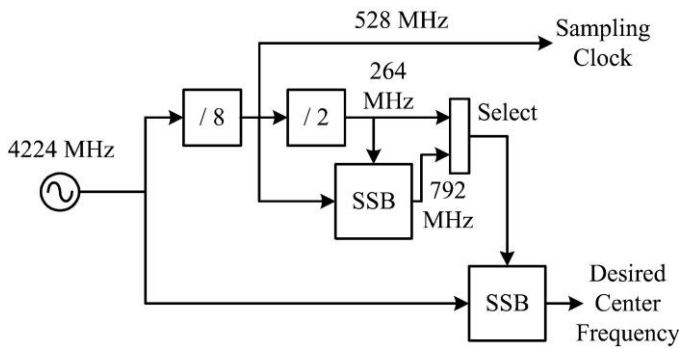 528 MHz
Sampling
Clock
264
MHz
/ 8
/ 2
Select
4224 MHz
SSB
792
MHz
SSB
Desired
Center
Frequency